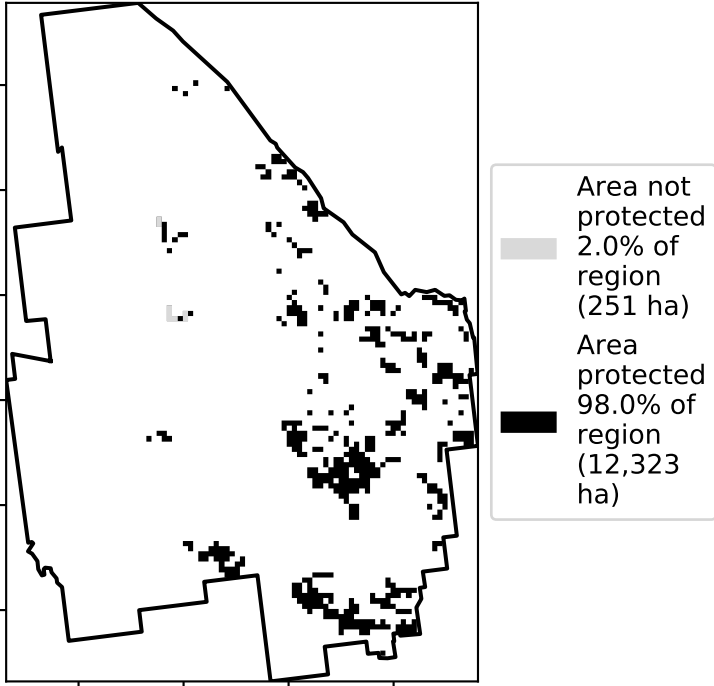 Area not
protected
2.0% of
region
(251 ha)
Area
protected
98.0% of
region
(12,323
ha)